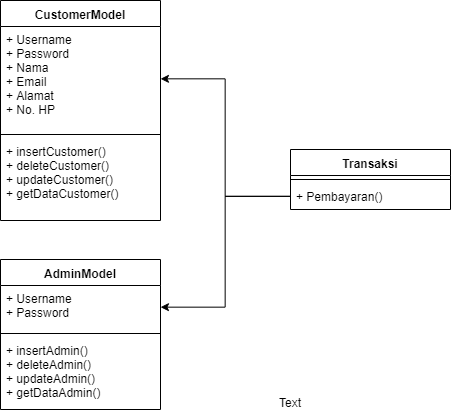 CustomerModel
+ Username
+ Password
+ Nama
+ Email
+ Alamat
+ No. HP
+ insertCustomer()
+ deleteCustomer()
+ updateCustomer()
+ getDataCustomer()
Transaksi
+ Pembayaran()
AdminModel
+ Username
+ Password
+ insertAdmin()
+ deleteAdmin()
+ updateAdmin()
+ getDataAdmin()
Text